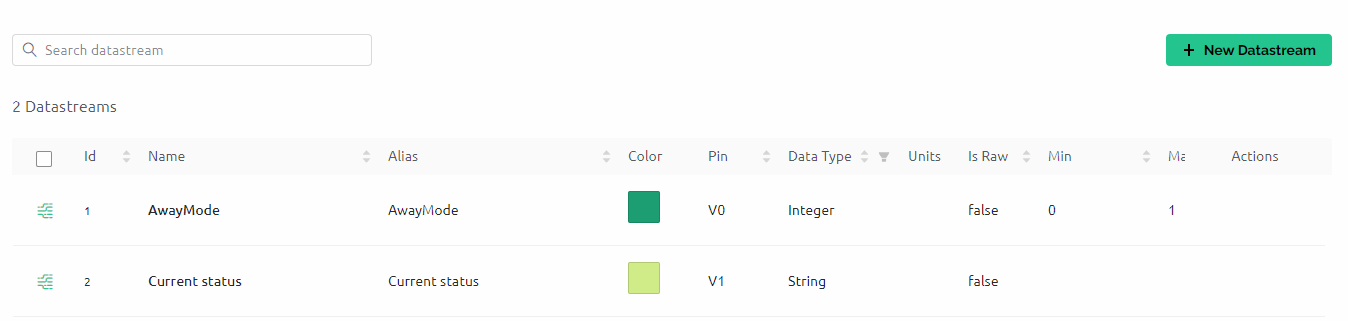 Search datastream
+ New Datastream
2 Datastreams
Id Name Alias Color Pin Data Type Units Is Raw Min Ma Actions
1 AwayMode AwayMode V0 Integer false 0 1
2 Current status Current status V1 String false